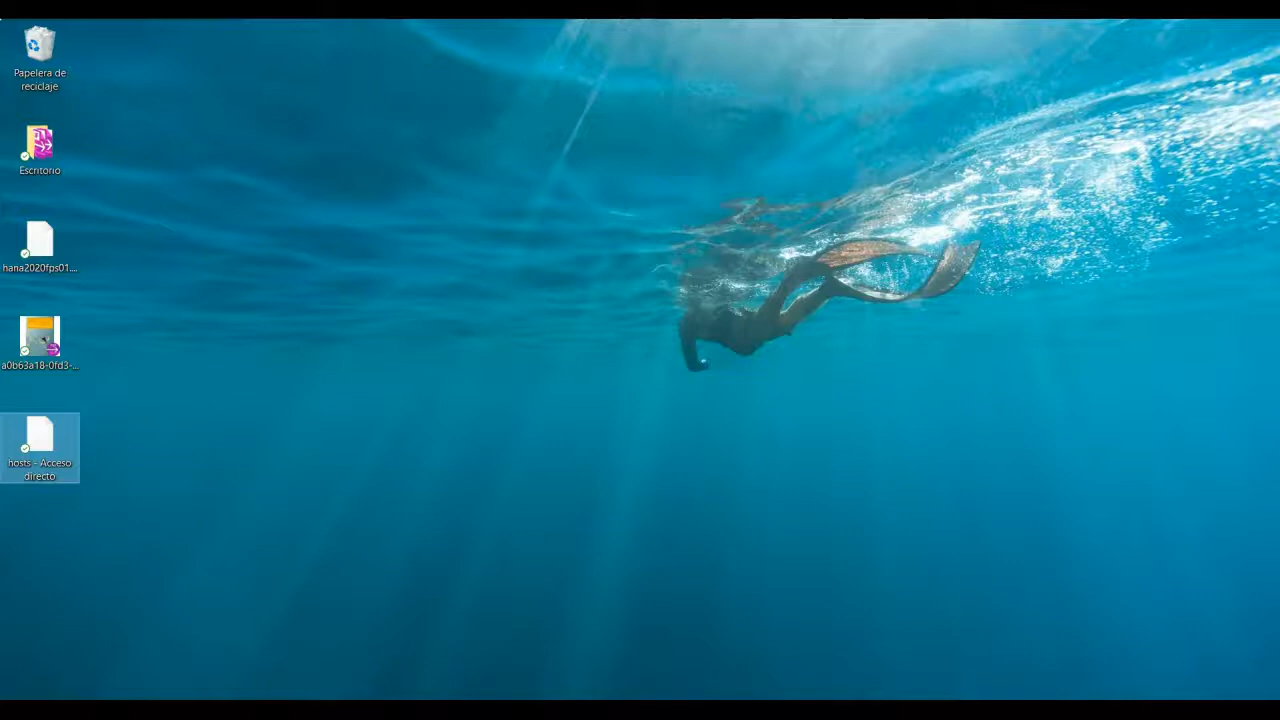 Papelera de
reciclaje
Escritorio
hana2020fps01....
a0b63a18-0fd3-...
hosts - Acceso
directo